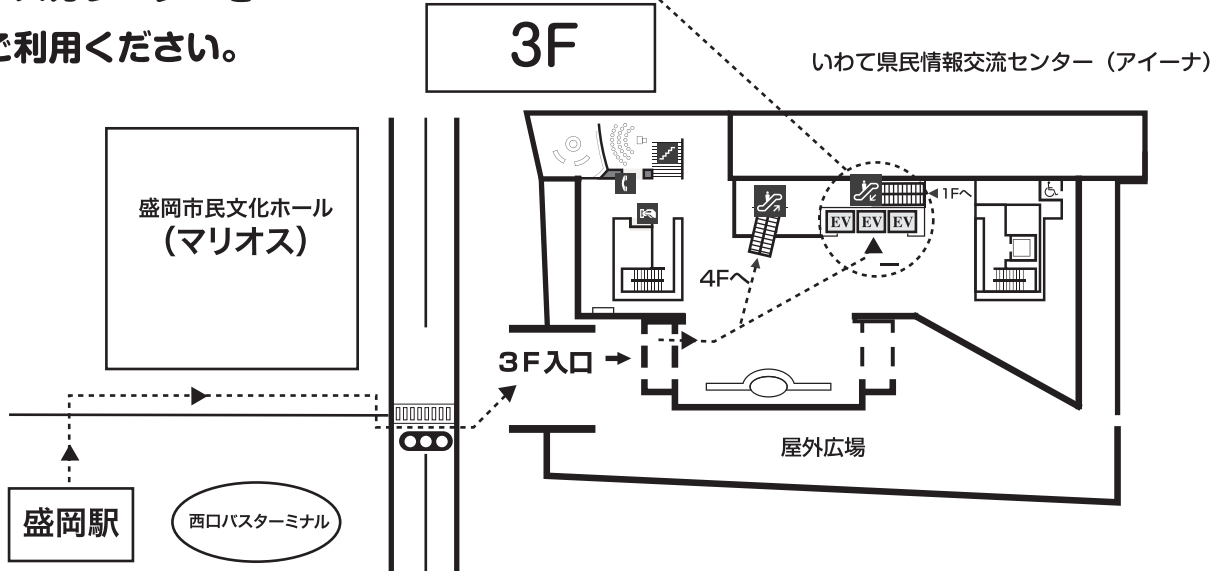 ご利用ください。
3F
いわて県民情報交流センター（アイーナ）
盛岡市民文化ホール
（マリオス）
1Fへ
EV EV EV
4Fへ
3F入口
屋外広場
盛岡駅
西口バスターミナル